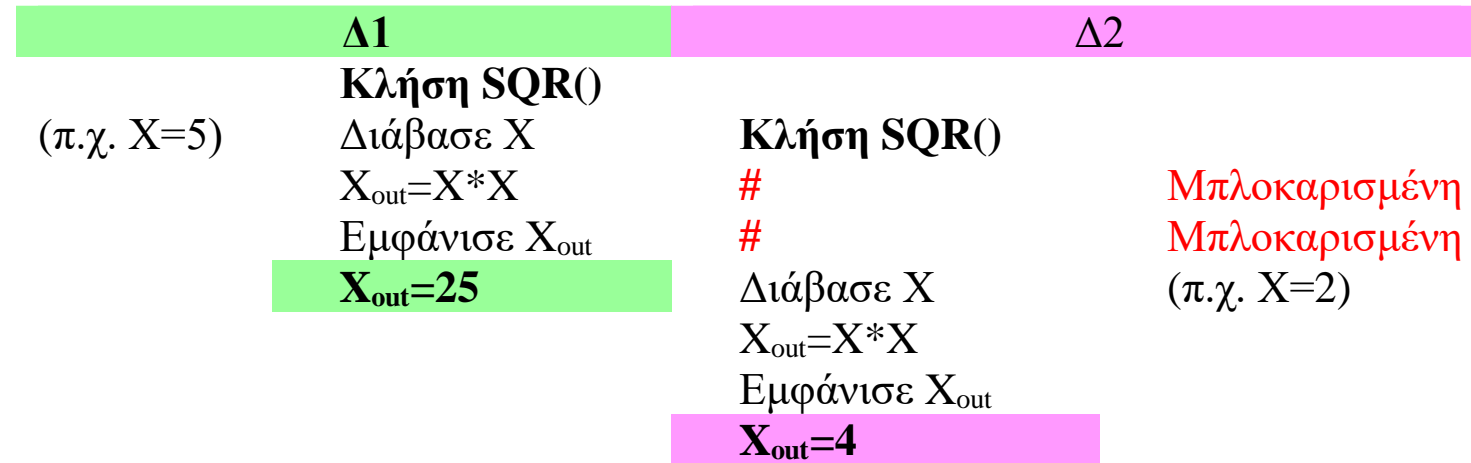 Δ1 Δ2
Κλήση SQR()
(π.χ. X=5) Διάβασε X Κλήση SQR()
Xout=X*X # Μπλοκαρισμένη
Εμφάνισε Xout # Μπλοκαρισμένη
Xout=25 Διάβασε X (π.χ. X=2)
Xout=X*X
Εμφάνισε Xout
Xout=4